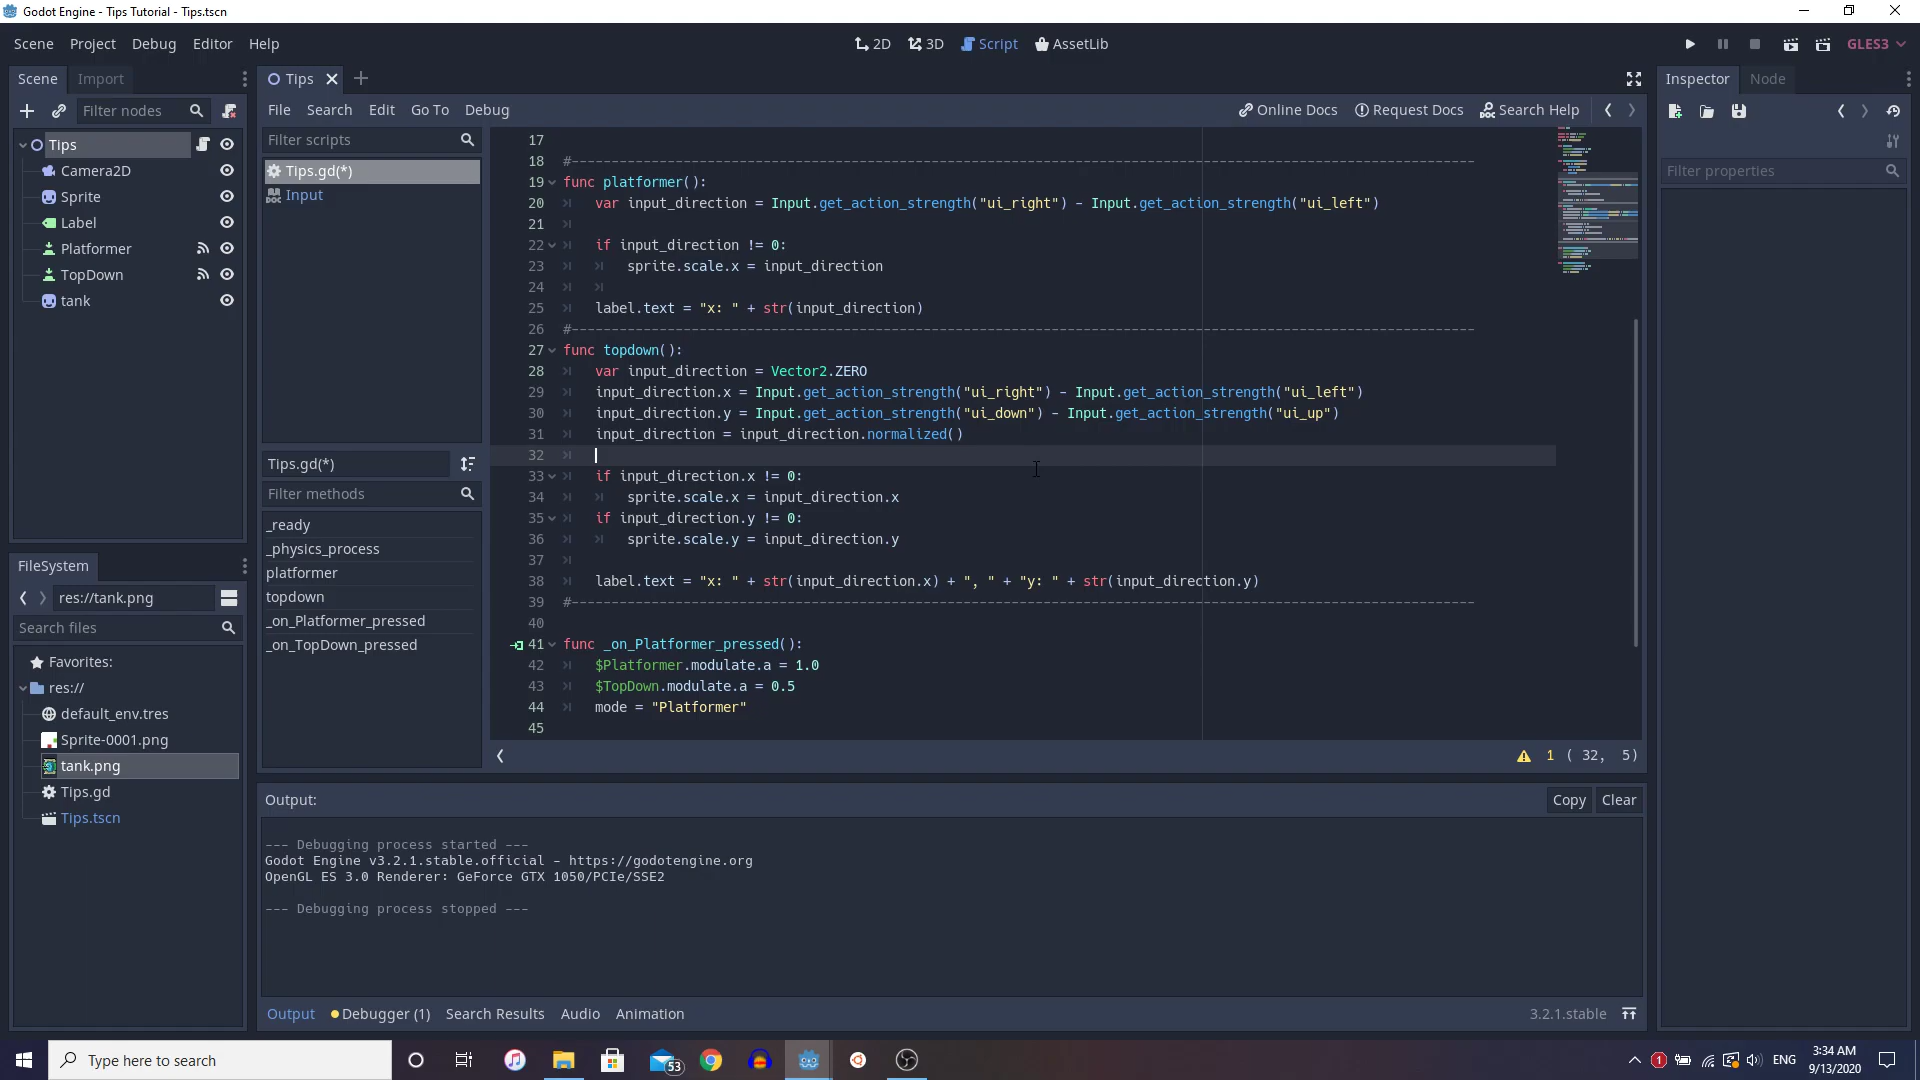 Godot Engine - Tips Tutorial - Tips.tscn
Scene Project Debug Editor Help
2D 3D Script AssetLib
GLES3
Scene Import
Tips
Inspector Node
Filter nodes
File Search Edit Go To Debug
Online Docs Request Docs Search Help
Filter scripts
Filter properties
Tips
Camera2D
Sprite
Label
Platformer
TopDown
tank
Tips.gd(*)
Input
Tips.gd(*)
Filter methods
_ready
_physics_process
platformer
topdown
_on_Platformer_pressed
_on_TopDown_pressed
17
18 #-----------------------------------------------------------------------------------------------------------------
19 func platformer():
20 var input_direction = Input.get_action_strength("ui_right") - Input.get_action_strength("ui_left")
21
22 if input_direction != 0:
23 sprite.scale.x = input_direction
24
25 label.text = "x: " + str(input_direction)
26 #-----------------------------------------------------------------------------------------------------------------
27 func topdown():
28 var input_direction = Vector2.ZERO
29 input_direction.x = Input.get_action_strength("ui_right") - Input.get_action_strength("ui_left")
30 input_direction.y = Input.get_action_strength("ui_down") - Input.get_action_strength("ui_up")
31 input_direction = input_direction.normalized()
32
33 if input_direction.x != 0:
34 sprite.scale.x = input_direction.x
35 if input_direction.y != 0:
36 sprite.scale.y = input_direction.y
37
38 label.text = "x: " + str(input_direction.x) + ", " + "y: " + str(input_direction.y)
39 #-----------------------------------------------------------------------------------------------------------------
40
41 func _on_Platformer_pressed():
42 $Platformer.modulate.a = 1.0
43 $TopDown.modulate.a = 0.5
44 mode = "Platformer"
45
1 ( 32, 5)
FileSystem
res://tank.png
Search files
Favorites:
res://
default_env.tres
Sprite-0001.png
tank.png
Tips.gd
Tips.tscn
Output:
Copy Clear
--- Debugging process started ---
Godot Engine v3.2.1.stable.official - https://godotengine.org
OpenGL ES 3.0 Renderer: GeForce GTX 1050/PCIe/SSE2
--- Debugging process stopped ---
Output Debugger (1) Search Results Audio Animation
3.2.1.stable
Type here to search
53
1
ENG
3:34 AM
9/13/2020